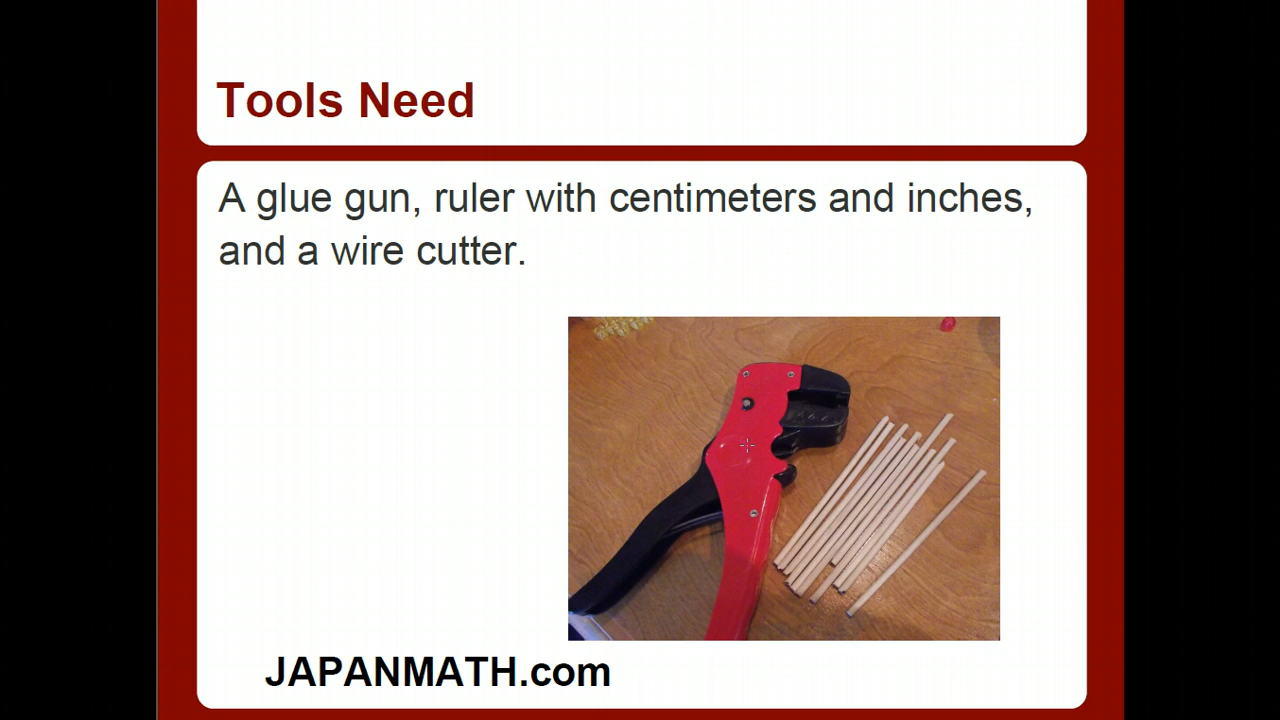 Tools Need
A glue gun, ruler with centimeters and inches,
and a wire cutter.
JAPANMATH.com